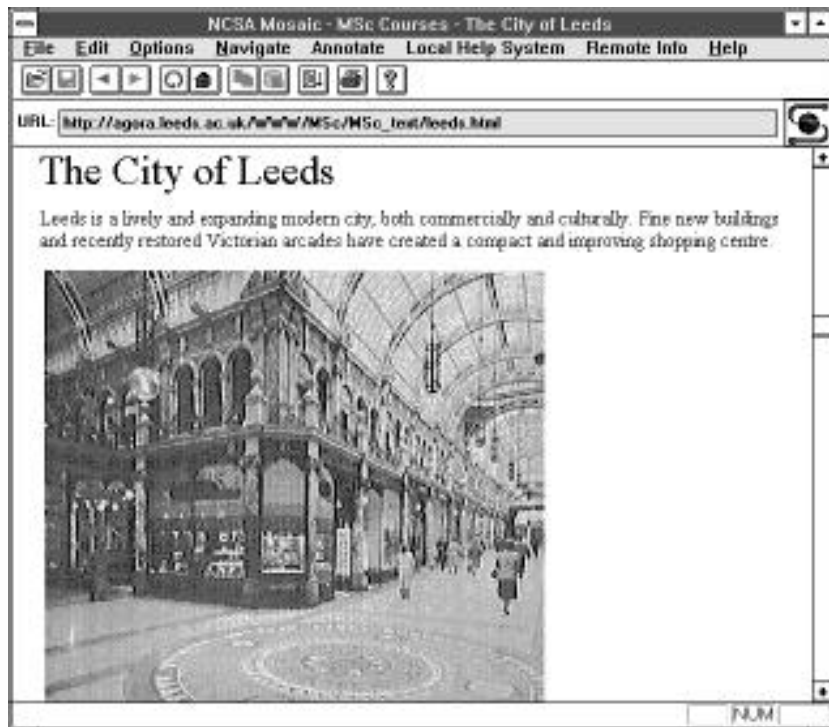 NCSA Mosaic - MSc Courses - The City of Leeds
File Edit Options Navigate Annotate Local Help System Remote Info Help
URL: http://agora.leeds.ac.uk/WWW/MSc/MSc_text/leeds.html
The City of Leeds
Leeds is a lively and expanding modern city, both commercially and culturally. Fine new buildings
and recently restored Victorian arcades have created a compact and improving shopping centre.
NUM